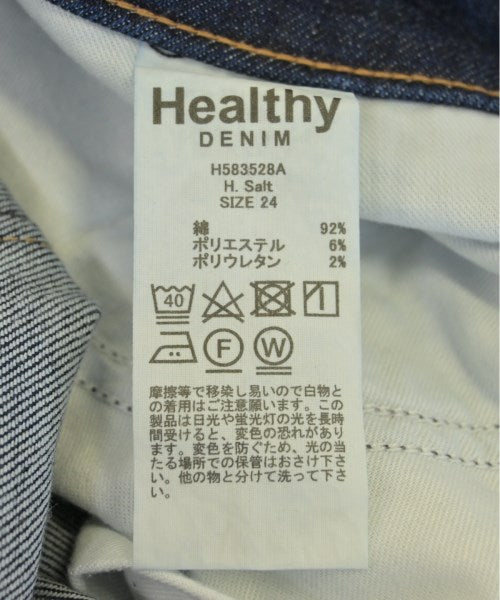 Healthy
DENIM
H583528A
H. Salt
SIZE 24
綿 92%
ポリエステル 6%
ポリウレタン 2%
40
F W
摩擦等で移染し易いので白物と
の着用はご注意願います。この
製品は日光や蛍光灯の光を長時
間受けると、変色の恐れがあり
ます。変色を防ぐため、光の当
たる場所での保管はおさけ下さ
い。他の物と分けて洗って下さ
い。